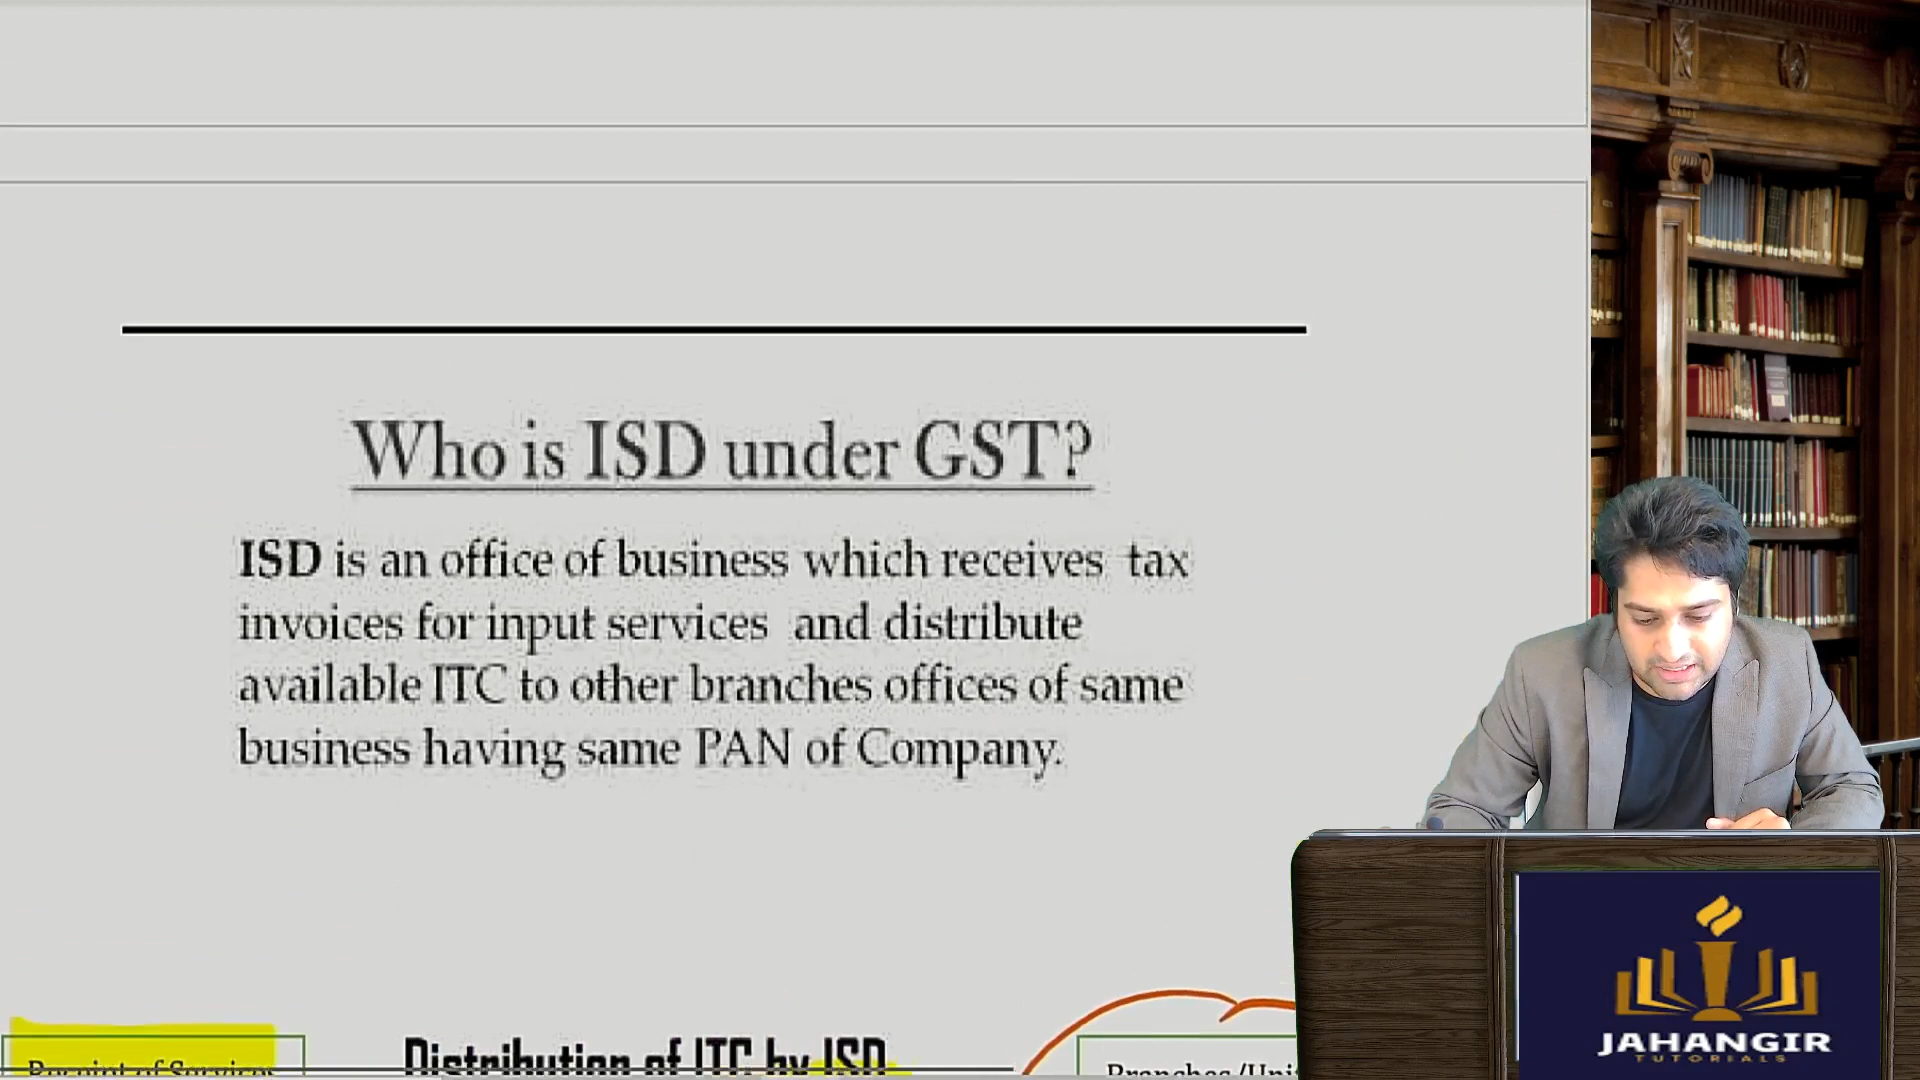 Who is ISD under GST?
ISD is an office of business which receives tax
invoices for input services and distribute
available ITC to other branches offices of same
business having same PAN of Company.
Receipt of Services
Distribution of ITC by ISD
Branches/Uni
JAHANGIR
TUTORIALS